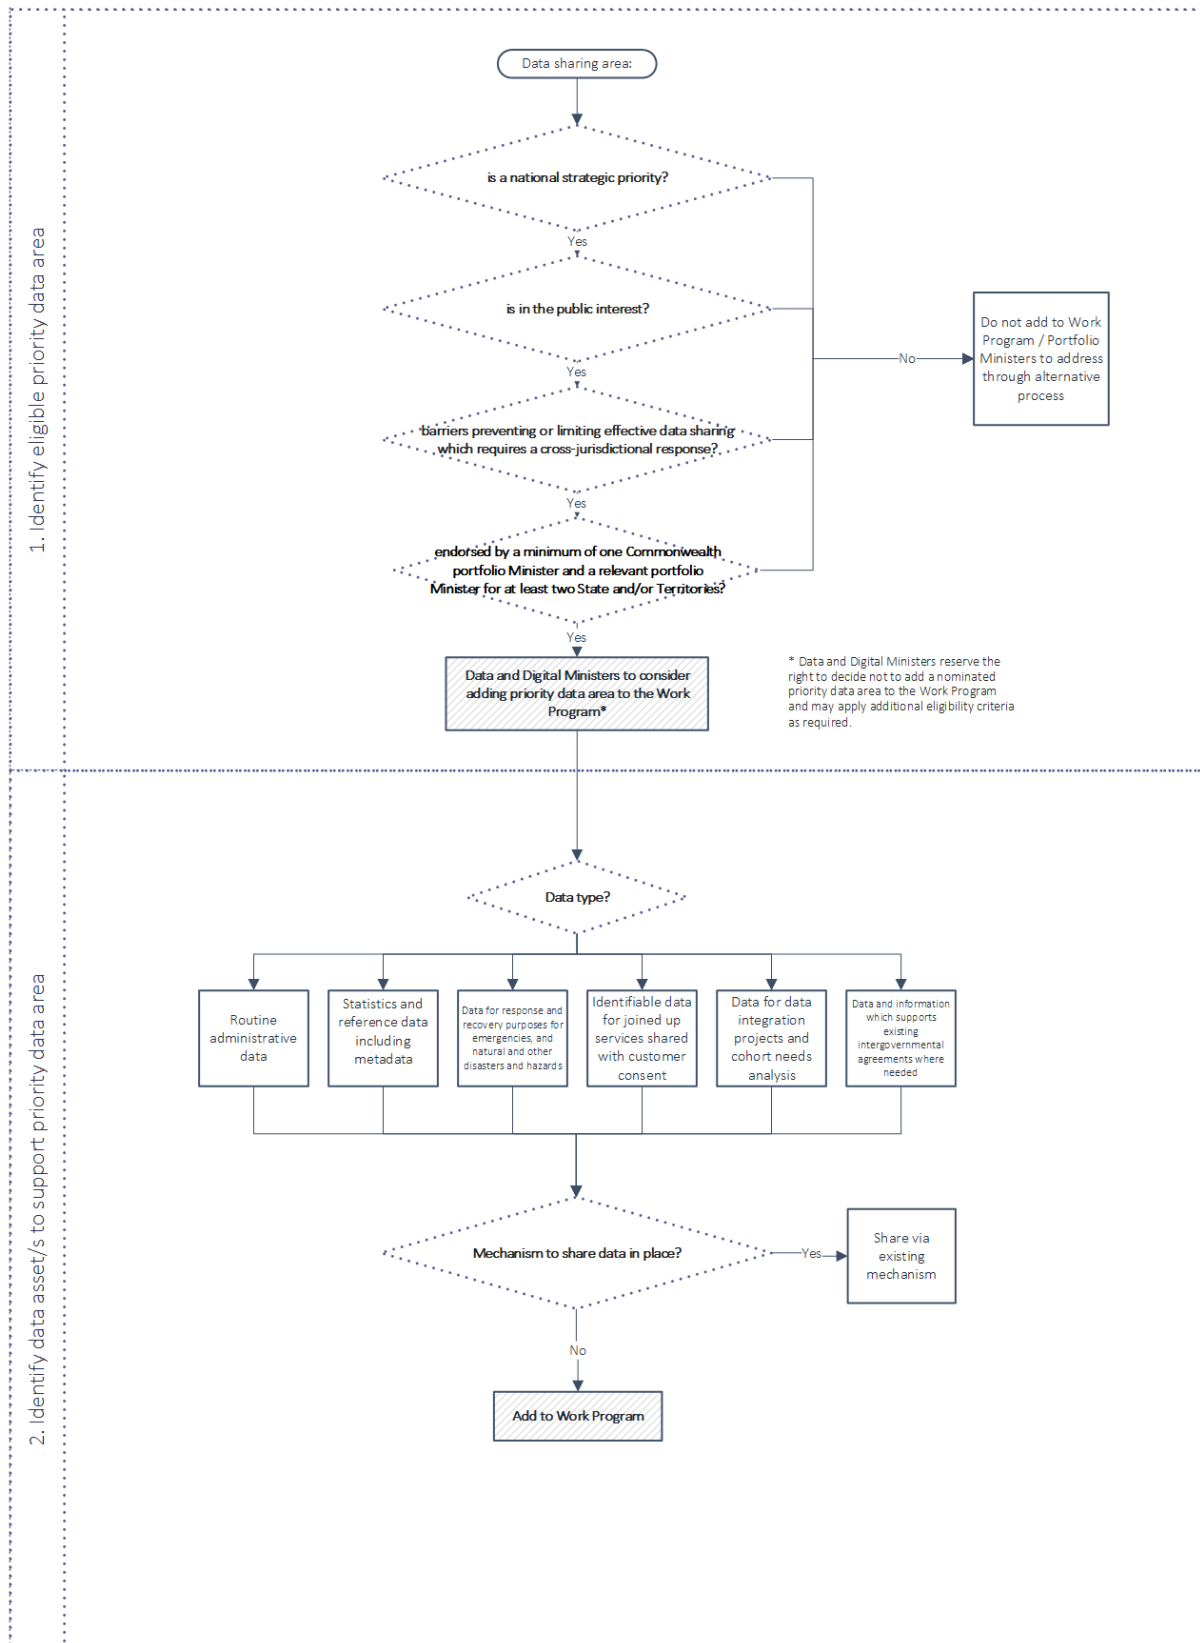 Data sharing area:
1. Identify eligible priority data area
is a national strategic priority?
Yes
is in the public interest?
No
Do not add to Work
Program / Portfolio
Ministers to address
through alternative
process
Yes
barriers preventing or limiting effective data sharing
which requires a cross-jurisdictional response?
Yes
endorsed by a minimum of one Commonwealth
portfolio Minister and a relevant portfolio
Minister for at least two State and/or Territories?
Yes
Data and Digital Ministers to consider
adding priority data area to the Work
Program*
* Data and Digital Ministers reserve the
right to decide not to add a nominated
priority data area to the Work Program
and may apply additional eligibility criteria
as required.
2. Identify data asset/s to support priority data area
Data type?
Routine
administrative
data
Statistics and
reference data
including
metadata
Data for response and
recovery purposes for
emergencies, and
natural and other
disasters and hazards
Identifiable data
for joined up
services shared
with customer
consent
Data for data
integration
projects and
cohort needs
analysis
Data and information
which supports
existing
intergovernmental
agreements where
needed
Mechanism to share data in place?
Yes
Share via
existing
mechanism
No
Add to Work Program